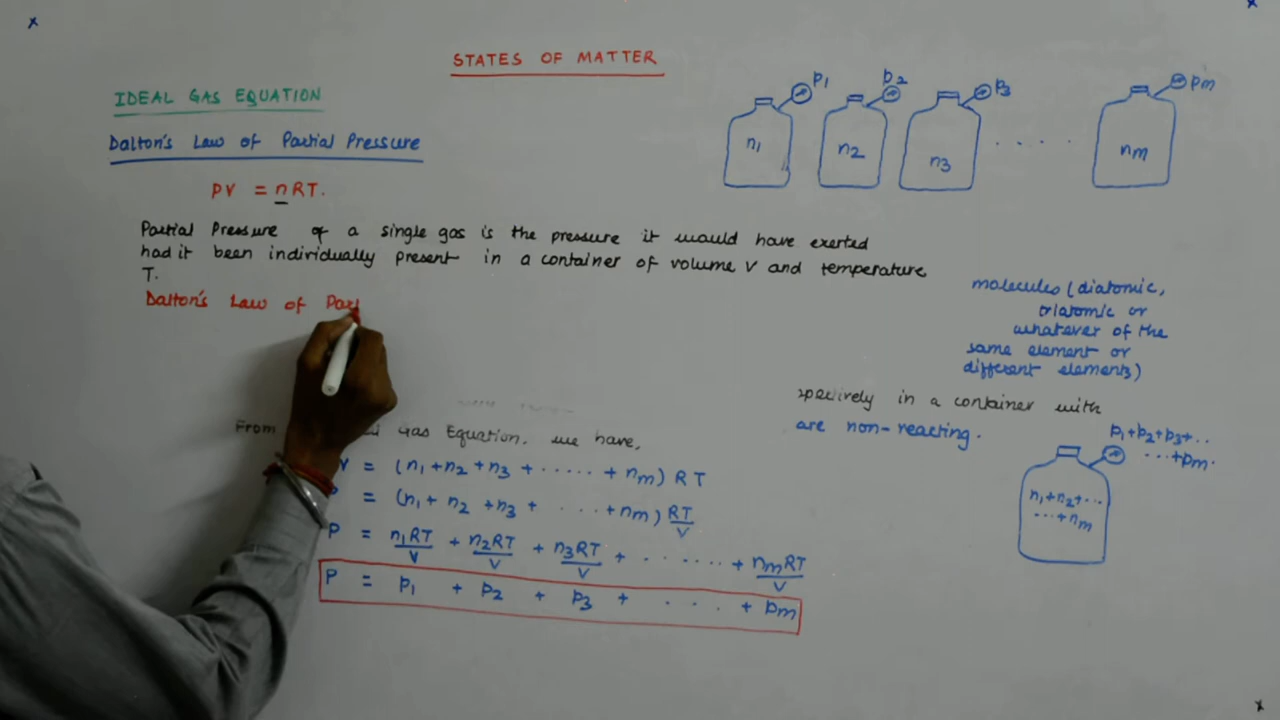 STATES OF MATTER
IDEAL GAS EQUATION
Dalton's Law of Partial Pressure
PV = nRT.
Partial Pressure of a single gas is the pressure it would have exerted
had it been individually present in a container of volume V and temperature
T.
Dalton's Law of Part
From Gas Equation, we have,
V = (n1 + n2 + n3 + ..... + nm) RT
= (n1 + n2 + n3 + ... + nm) RT/V
P = n1RT/V + n2RT/V + n3RT/V + ...... + nmRT/V
P = p1 + p2 + p3 + .... + pm
p1 p2 p3 pm
n1 n2 n3 .... nm
molecules (diatomic,
triatomic or
whatever of the
same element or
different elements)
spectively in a container with
are non-reacting.
p1+p2+p3+..
...+pm.
n1+n2+...
...+nm